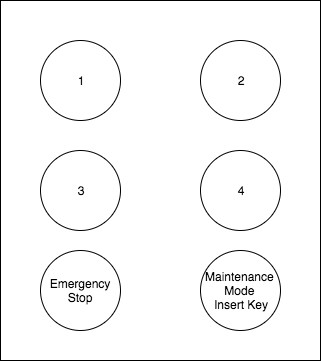 1
2
3
4
Emergency
Stop
Maintenance
Mode
Insert Key